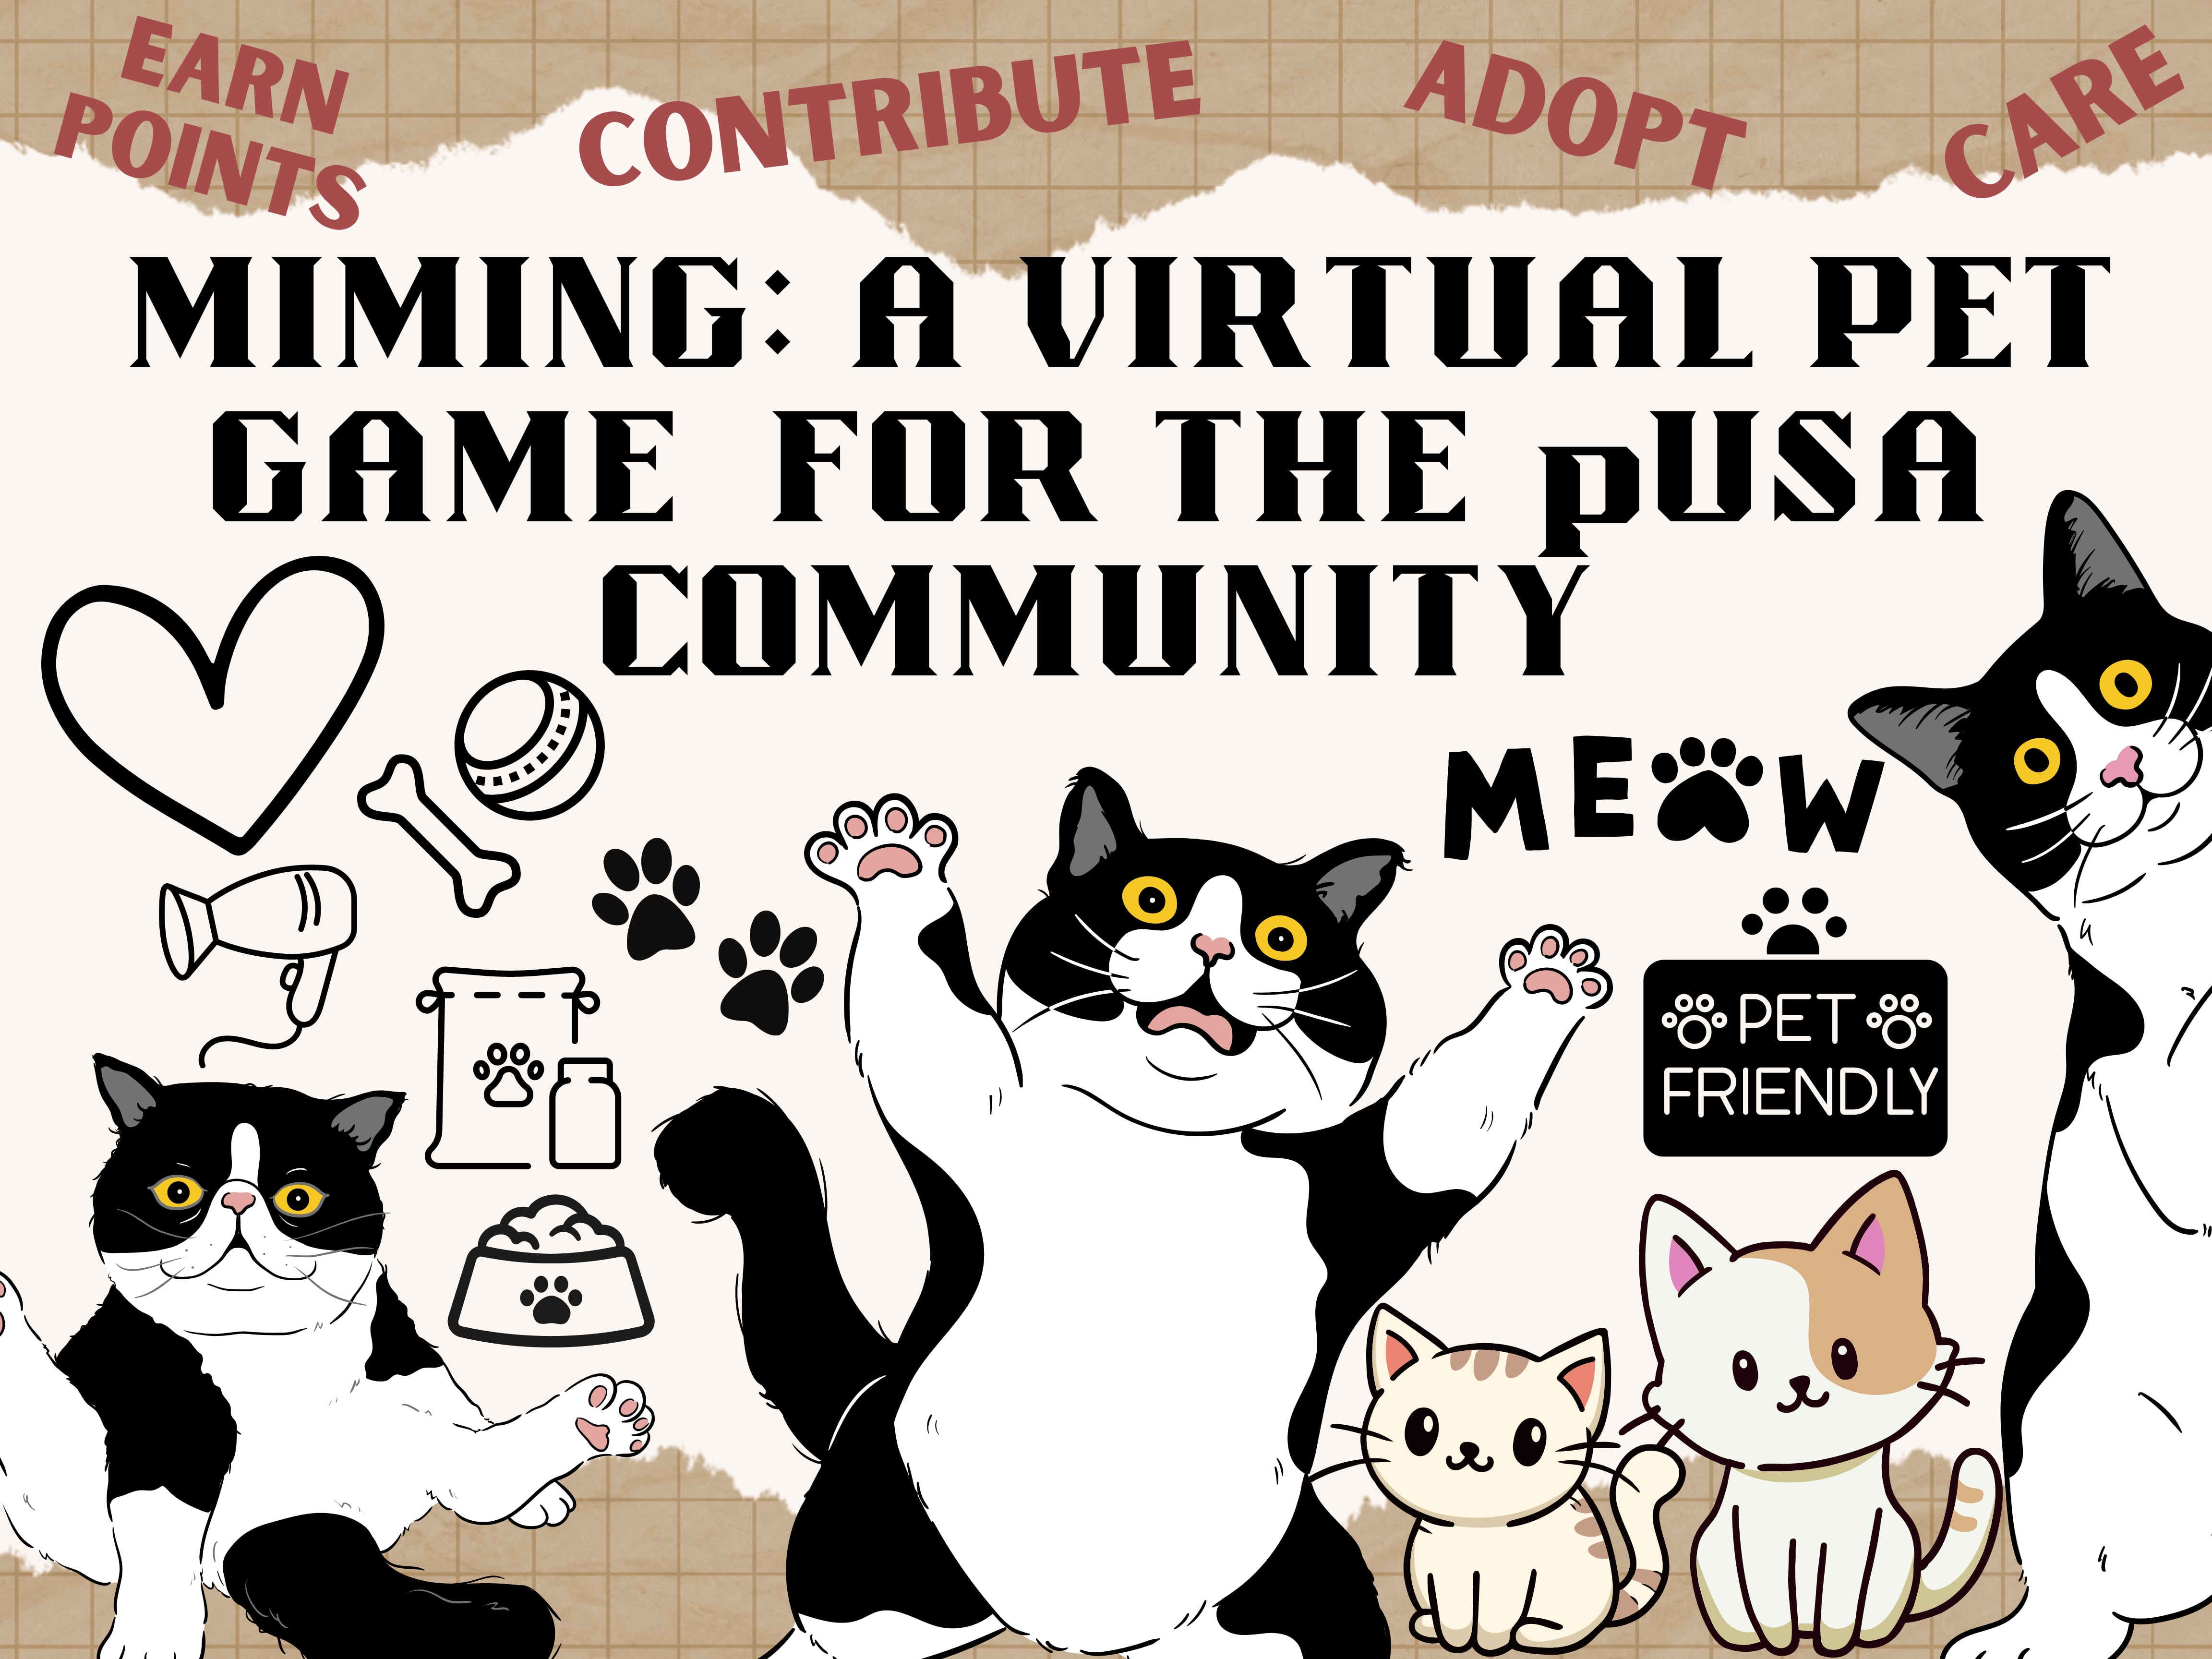 EARN
POINTS
CONTRIBUTE
ADOPT
CARE
MIMING: A VIRTUAL PET
GAME FOR THE pUSA
COMMUNITY
MEOW
PET
FRIENDLY